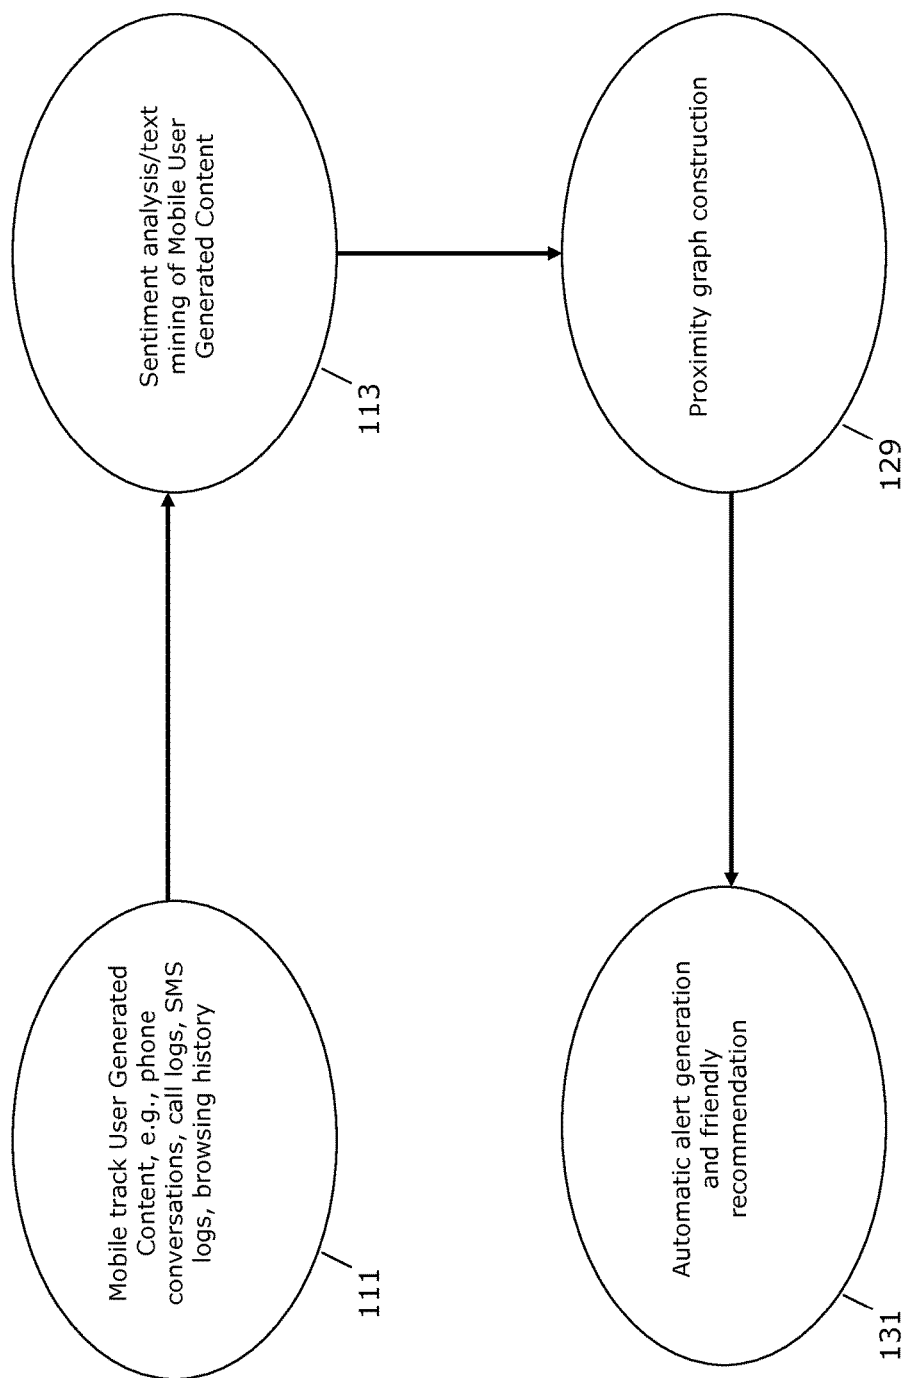 Mobile track User Generated
Content, e.g., phone
conversations, call logs, SMS
logs, browsing history
111
Sentiment analysis/text
mining of Mobile User
Generated Content
113
Proximity graph construction
129
Automatic alert generation
and friendly
recommendation
131